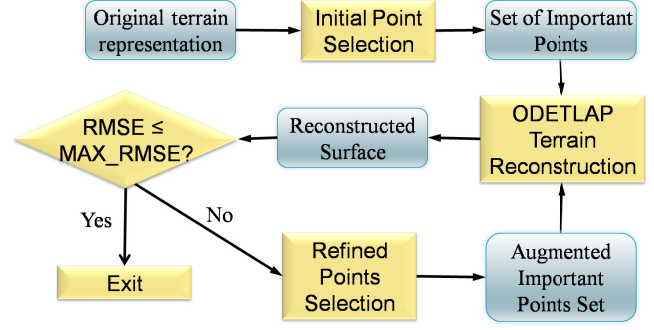 Original terrain
representation
Initial Point
Selection
Set of Important
Points
ODETLAP
Terrain
Reconstruction
Reconstructed
Surface
RMSE ≤
MAX_RMSE?
Yes
No
Exit
Refined
Points
Selection
Augmented
Important
Points Set